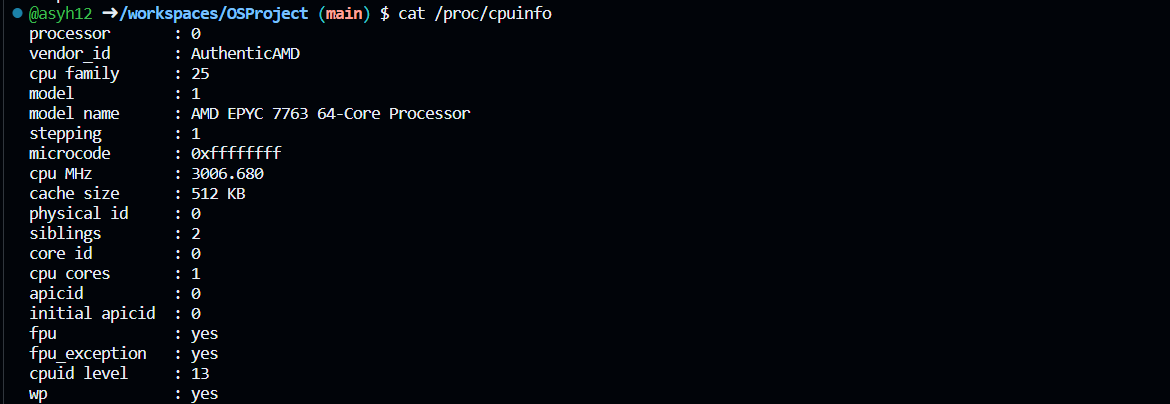 @asyh12 ➜/workspaces/OSProject (main) $ cat /proc/cpuinfo
processor : 0
vendor_id : AuthenticAMD
cpu family : 25
model : 1
model name : AMD EPYC 7763 64-Core Processor
stepping : 1
microcode : 0xffffffff
cpu MHz : 3006.680
cache size : 512 KB
physical id : 0
siblings : 2
core id : 0
cpu cores : 1
apicid : 0
initial apicid : 0
fpu : yes
fpu_exception : yes
cpuid level : 13
wp : yes